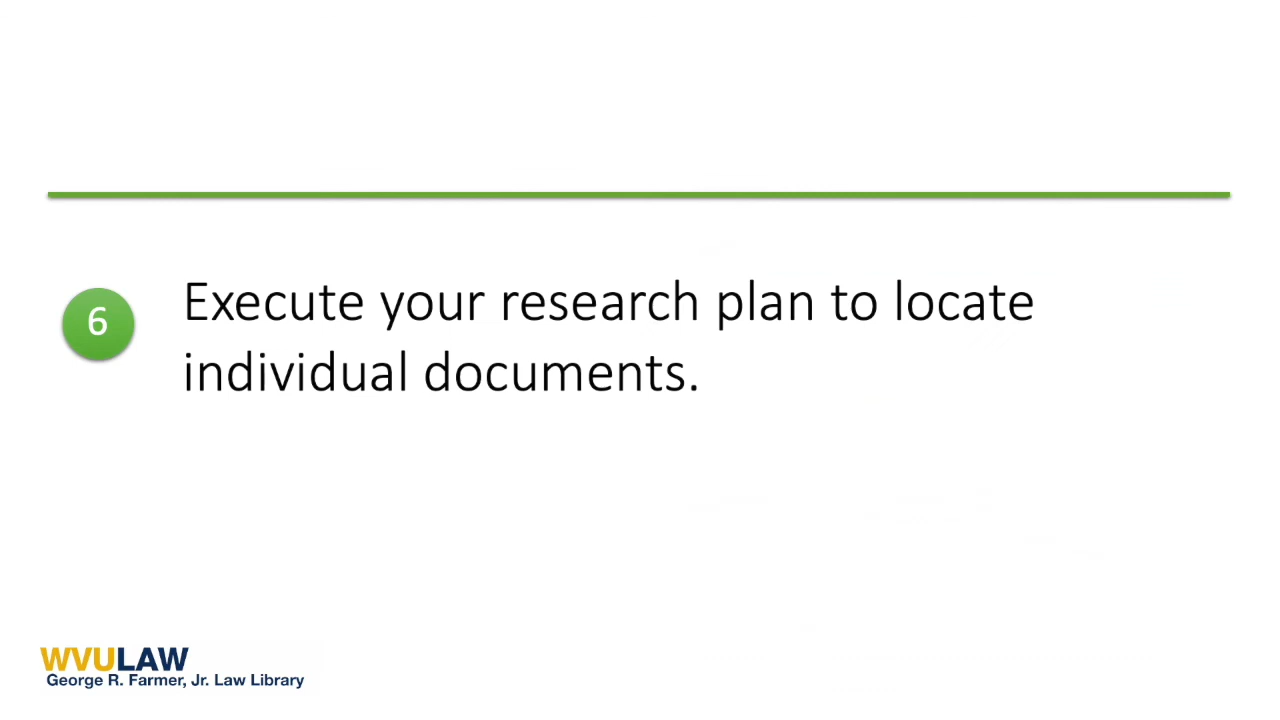 6
Execute your research plan to locate
individual documents.
WVULAW
George R. Farmer, Jr. Law Library